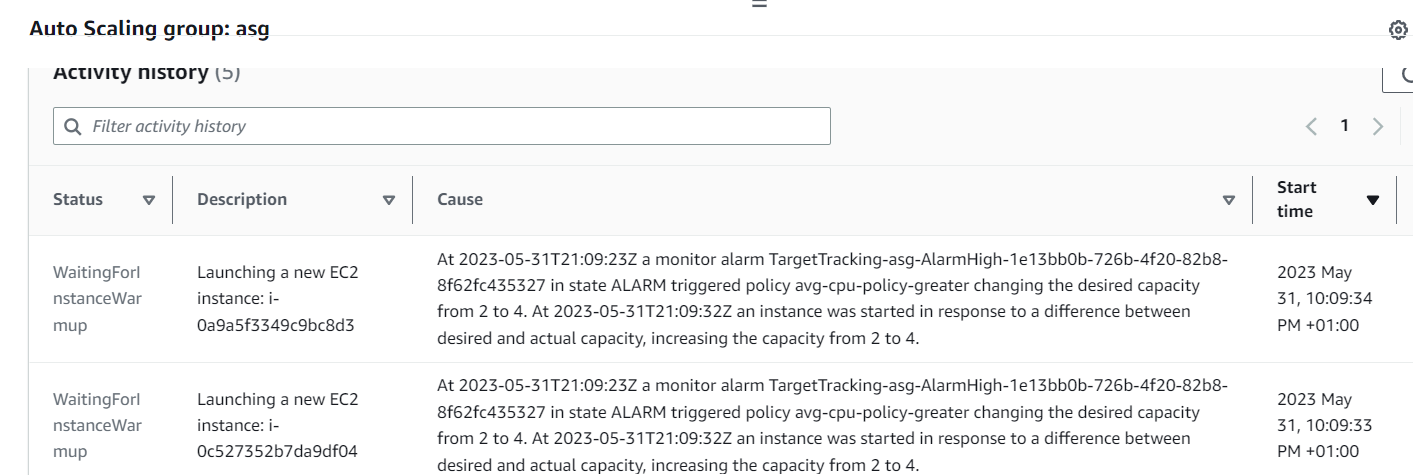 Auto Scaling group: asg
Activity history (5)
Filter activity history
1
Status
Description
Cause
Start
time
WaitingForI
nstanceWar
mup
Launching a new EC2
instance: i-
0a9a5f3349c9bc8d3
At 2023-05-31T21:09:23Z a monitor alarm TargetTracking-asg-AlarmHigh-1e13bb0b-726b-4f20-82b8-
8f62fc435327 in state ALARM triggered policy avg-cpu-policy-greater changing the desired capacity
from 2 to 4. At 2023-05-31T21:09:32Z an instance was started in response to a difference between
desired and actual capacity, increasing the capacity from 2 to 4.
2023 May
31, 10:09:34
PM +01:00
WaitingForI
nstanceWar
mup
Launching a new EC2
instance: i-
0c527352b7da9df04
At 2023-05-31T21:09:23Z a monitor alarm TargetTracking-asg-AlarmHigh-1e13bb0b-726b-4f20-82b8-
8f62fc435327 in state ALARM triggered policy avg-cpu-policy-greater changing the desired capacity
from 2 to 4. At 2023-05-31T21:09:32Z an instance was started in response to a difference between
desired and actual capacity, increasing the capacity from 2 to 4.
2023 May
31, 10:09:33
PM +01:00